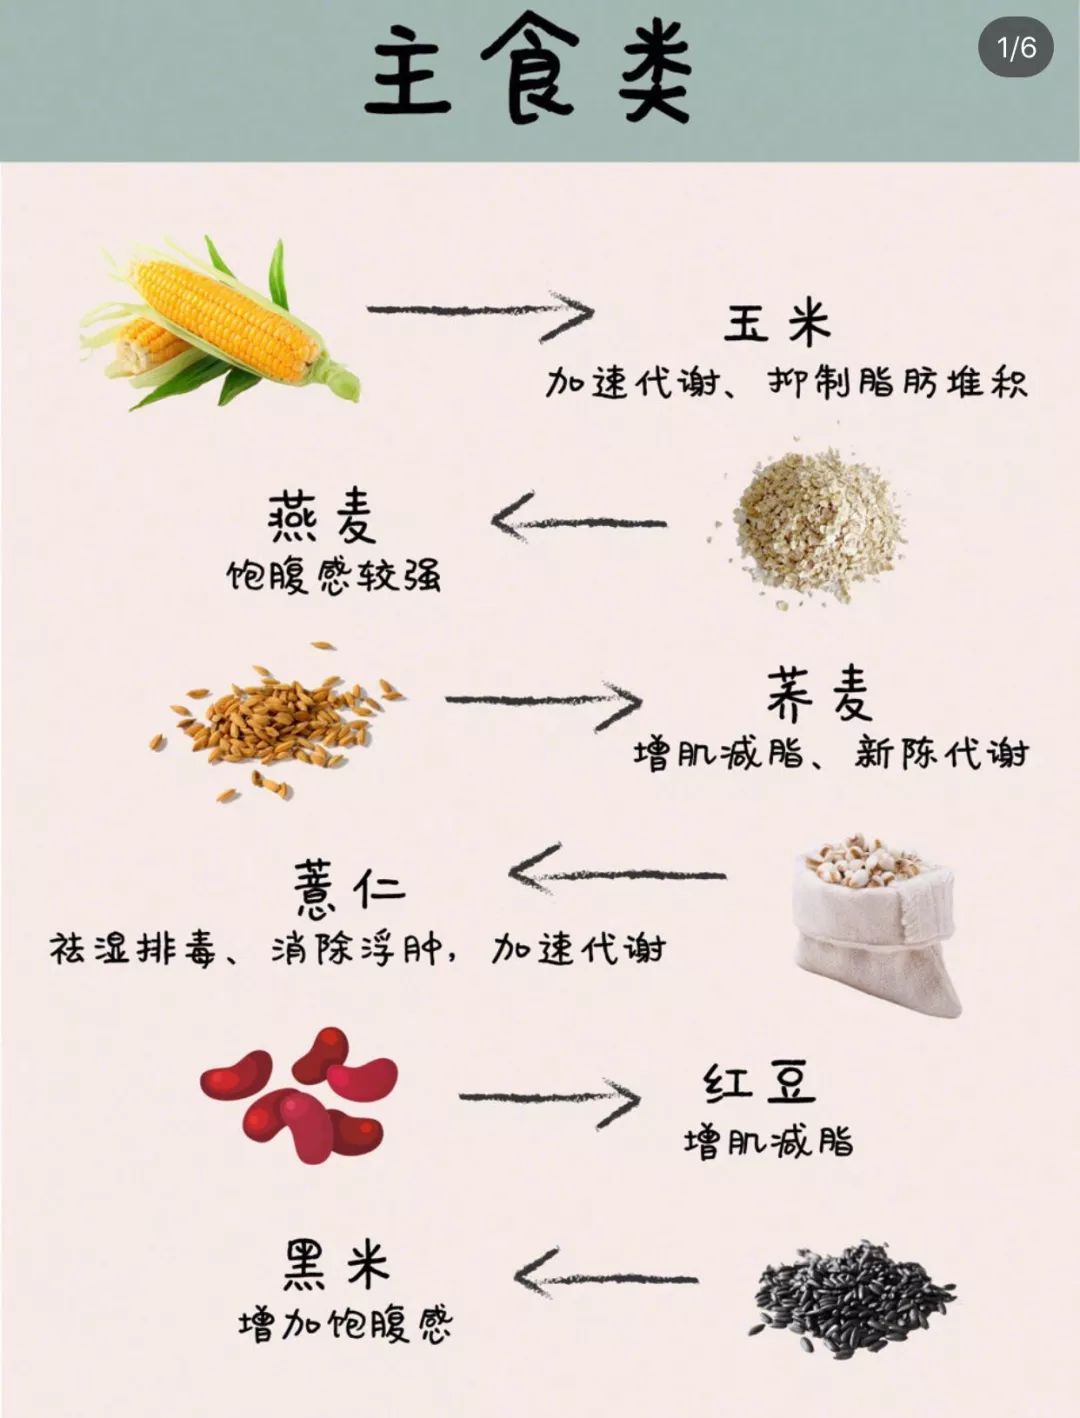 主食类
1/6
玉米
加速代谢、抑制脂肪堆积
燕麦
饱腹感较强
荞麦
增肌减脂、新陈代谢
薏仁
祛湿排毒、消除浮肿，加速代谢
红豆
增肌减脂
黑米
增加饱腹感